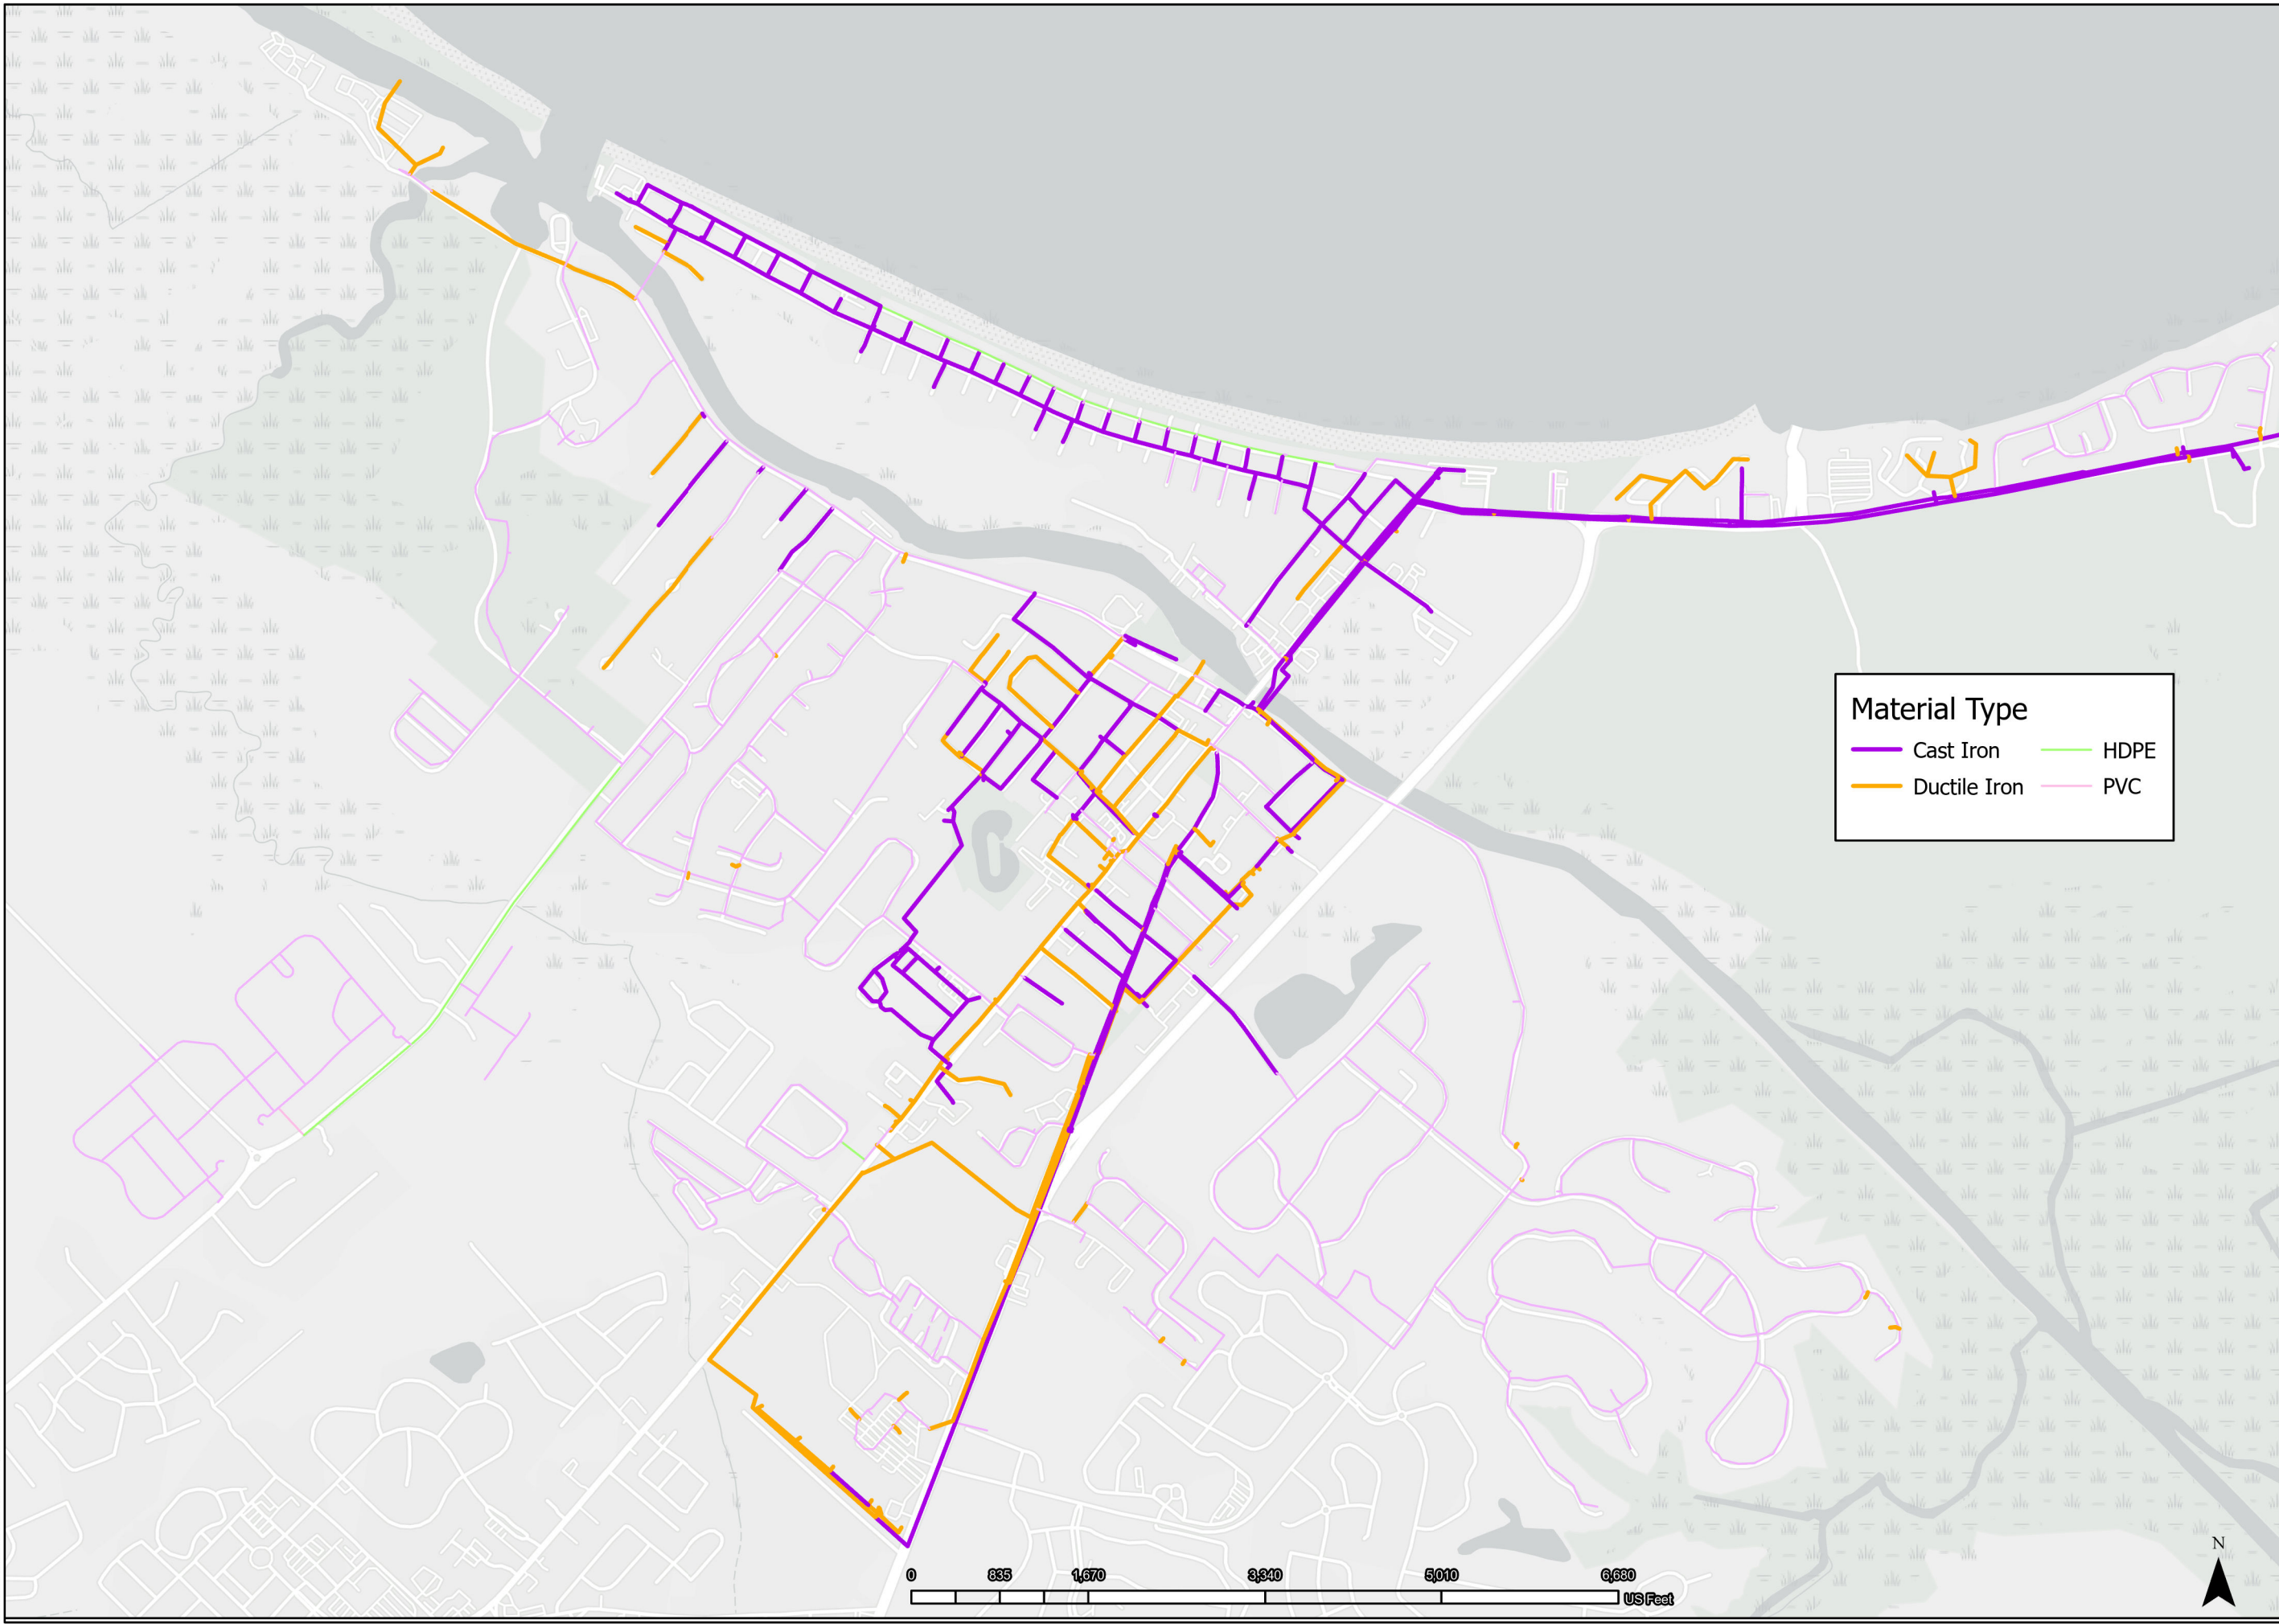 Material Type
Cast Iron HDPE
Ductile Iron PVC
N
0 835 1,670 3,340 5,010 6,680
US Feet